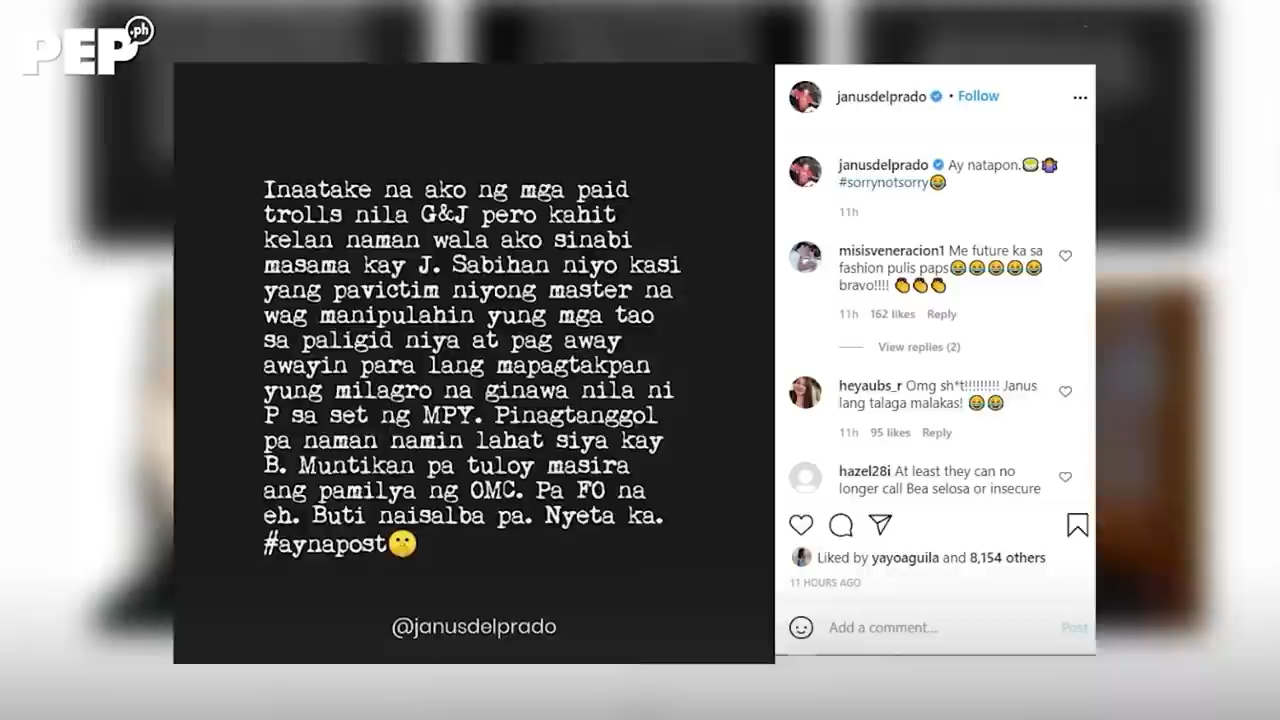 PEP.ph
Inaatake na ako ng mga paid
trolls nila G&J pero kahit
kelan naman wala ako sinabi
masama kay J. Sabihan niyo kasi
yang pavictim niyong master na
wag manipulahin yung mga tao
sa paligid niya at pag away
awayin para lang mapagtakpan
yung milagro na ginawa nila ni
P sa set ng MPY. Pinagtanggol
pa naman namin lahat siya kay
B. Muntikan pa tuloy masira
ang pamilya ng OMC. Pa FO na
eh. Buti naisalba pa. Nyeta ka.
#aynapost🤫
@janusdelprado
janusdelprado • Follow
...
janusdelprado Ay natapon.🍵🤷‍♀️
#sorrynotsorry😂
11h
misisveneracion1 Me future ka sa
fashion pulis paps😂😂😂😂😂
bravo!!!! 👏👏👏
11h 162 likes Reply
View replies (2)
heyaubs_r Omg sh*t!!!!!!!!! Janus
lang talaga malakas! 😂😂
11h 95 likes Reply
hazel28i At least they can no
longer call Bea selosa or insecure
Liked by yayoaguila and 8,154 others
11 HOURS AGO
Add a comment...
Post